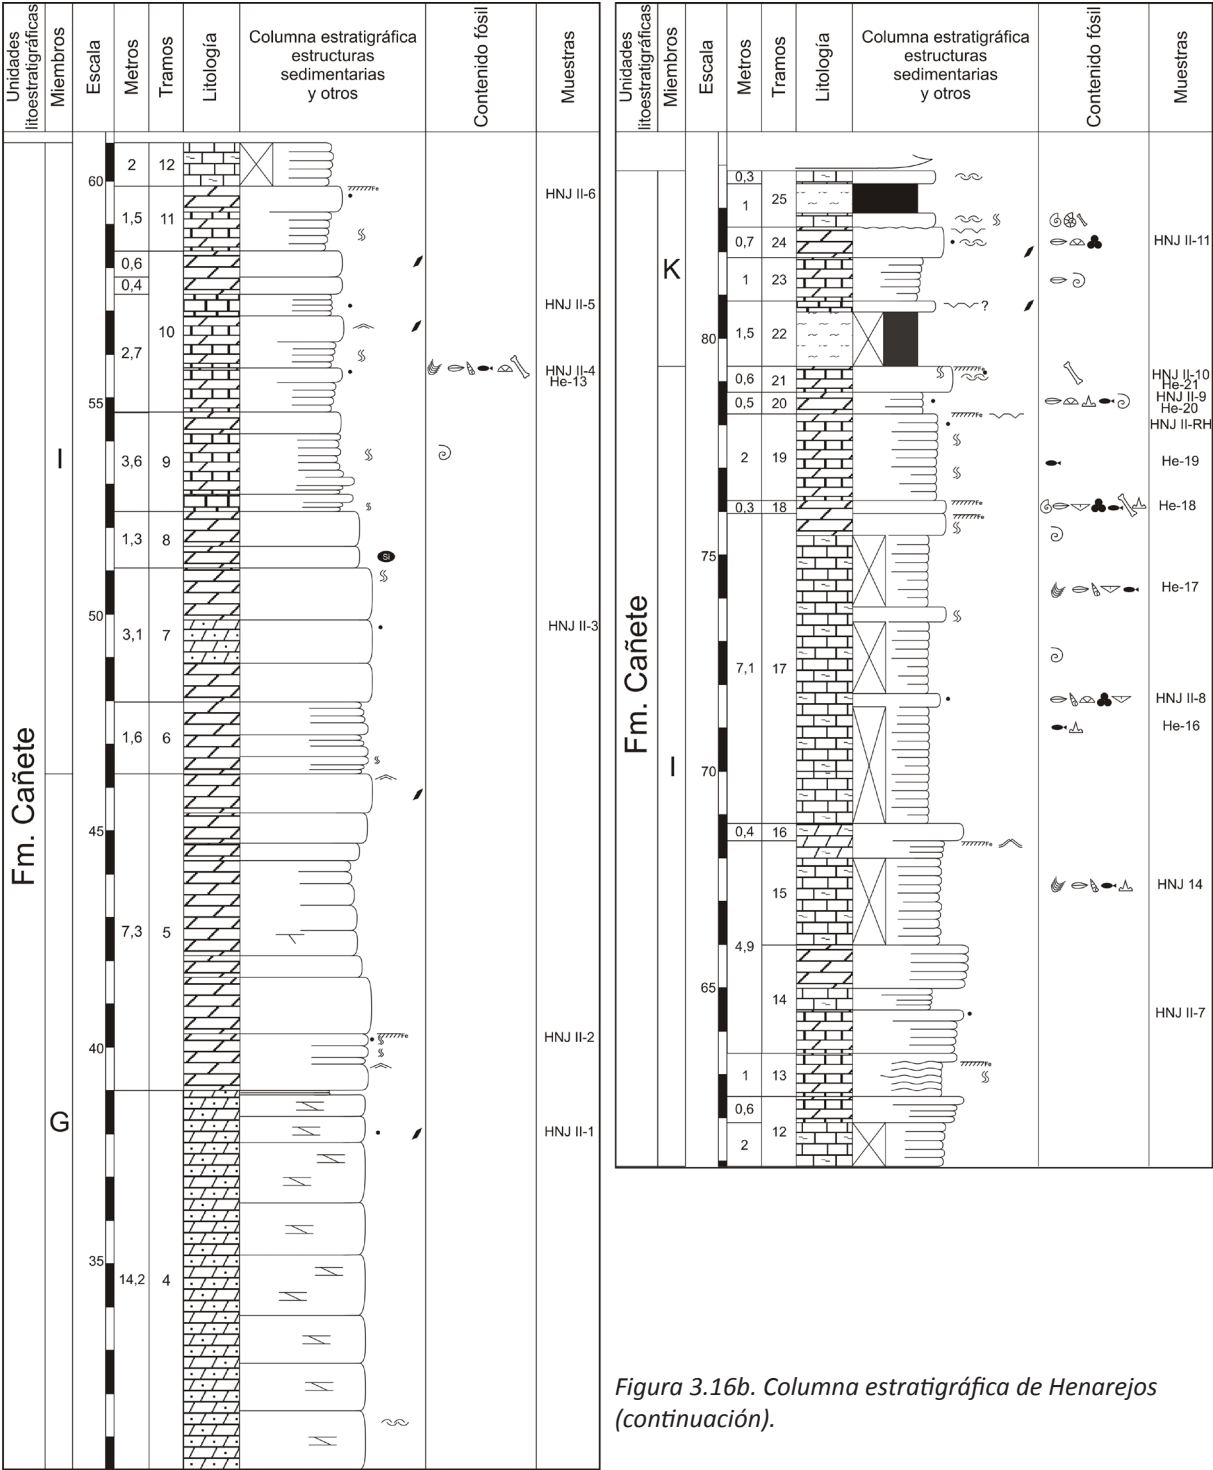 Unidades
litoestratigráficas
Miembros
Escala
Metros
Tramos
Litología
Columna estratigráfica
estructuras
sedimentarias
y otros
Contenido fósil
Muestras
Fm. Cañete
I
G
60
55
50
45
40
35
2 12
1,5 11
0,6
0,4
10
2,7
3,6 9
1,3 8
3,1 7
1,6 6
7,3 5
14,2 4
Fe
Si
Fe
HNJ II-6
HNJ II-5
HNJ II-4
He-13
HNJ II-3
HNJ II-2
HNJ II-1
Unidades
litoestratigráficas
Miembros
Escala
Metros
Tramos
Litología
Columna estratigráfica
estructuras
sedimentarias
y otros
Contenido fósil
Muestras
Fm. Cañete
K
I
80
75
70
65
0,3
1 25
0,7 24
1 23
1,5 22
0,6 21
0,5 20
2 19
0,3 18
7,1 17
0,4 16
15
4,9
14
1 13
0,6
2 12
?
Fe
Fe
Fe
Fe
Fe
Fe
HNJ II-11
HNJ II-10
He-21
HNJ II-9
He-20
HNJ II-RH
He-19
He-18
He-17
HNJ II-8
He-16
HNJ 14
HNJ II-7
Figura 3.16b. Columna estratigráfica de Henarejos
(continuación).